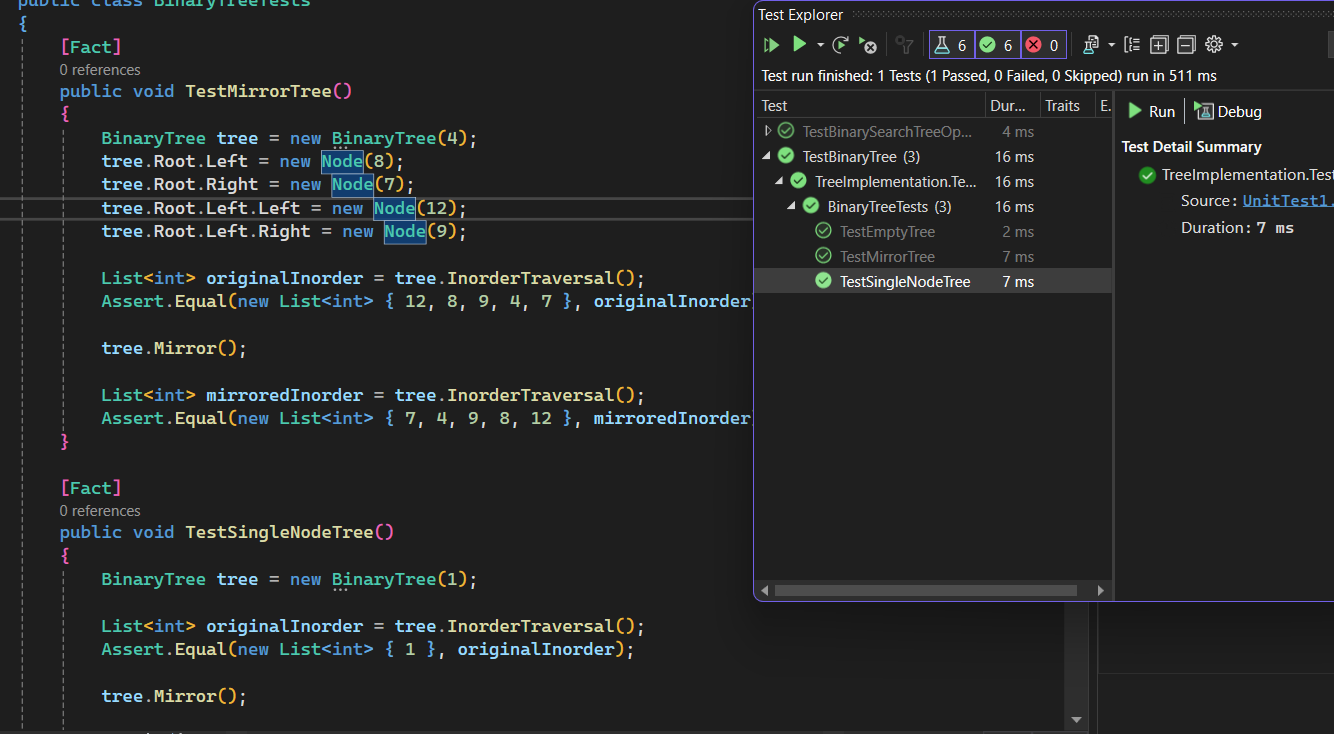 public class BinaryTreeTests
{
[Fact]
0 references
public void TestMirrorTree()
{
BinaryTree tree = new BinaryTree(4);
tree.Root.Left = new Node(8);
tree.Root.Right = new Node(7);
tree.Root.Left.Left = new Node(12);
tree.Root.Left.Right = new Node(9);
List<int> originalInorder = tree.InorderTraversal();
Assert.Equal(new List<int> { 12, 8, 9, 4, 7 }, originalInorder
tree.Mirror();
List<int> mirroredInorder = tree.InorderTraversal();
Assert.Equal(new List<int> { 7, 4, 9, 8, 12 }, mirroredInorder
}
[Fact]
0 references
public void TestSingleNodeTree()
{
BinaryTree tree = new BinaryTree(1);
List<int> originalInorder = tree.InorderTraversal();
Assert.Equal(new List<int> { 1 }, originalInorder);
tree.Mirror();
Test Explorer
6 6 0
Test run finished: 1 Tests (1 Passed, 0 Failed, 0 Skipped) run in 511 ms
Test Dur... Traits E.
TestBinarySearchTreeOp... 4 ms
TestBinaryTree (3) 16 ms
TreeImplementation.Te... 16 ms
BinaryTreeTests (3) 16 ms
TestEmptyTree 2 ms
TestMirrorTree 7 ms
TestSingleNodeTree 7 ms
Run Debug
Test Detail Summary
TreeImplementation.Test
Source: UnitTest1.
Duration: 7 ms